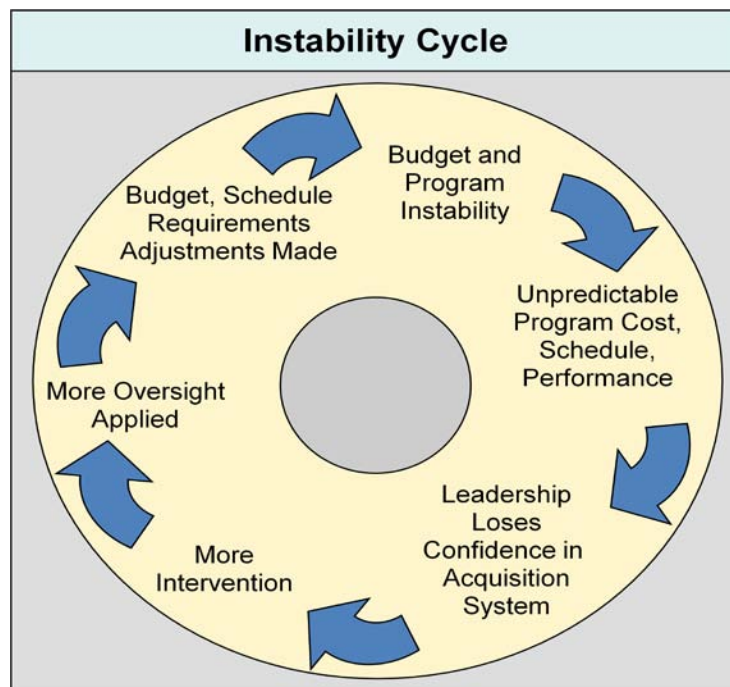 Instability Cycle
Budget and
Program
Instability
Unpredictable
Program Cost,
Schedule,
Performance
Leadership
Loses
Confidence in
Acquisition
System
More
Intervention
More Oversight
Applied
Budget, Schedule
Requirements
Adjustments Made